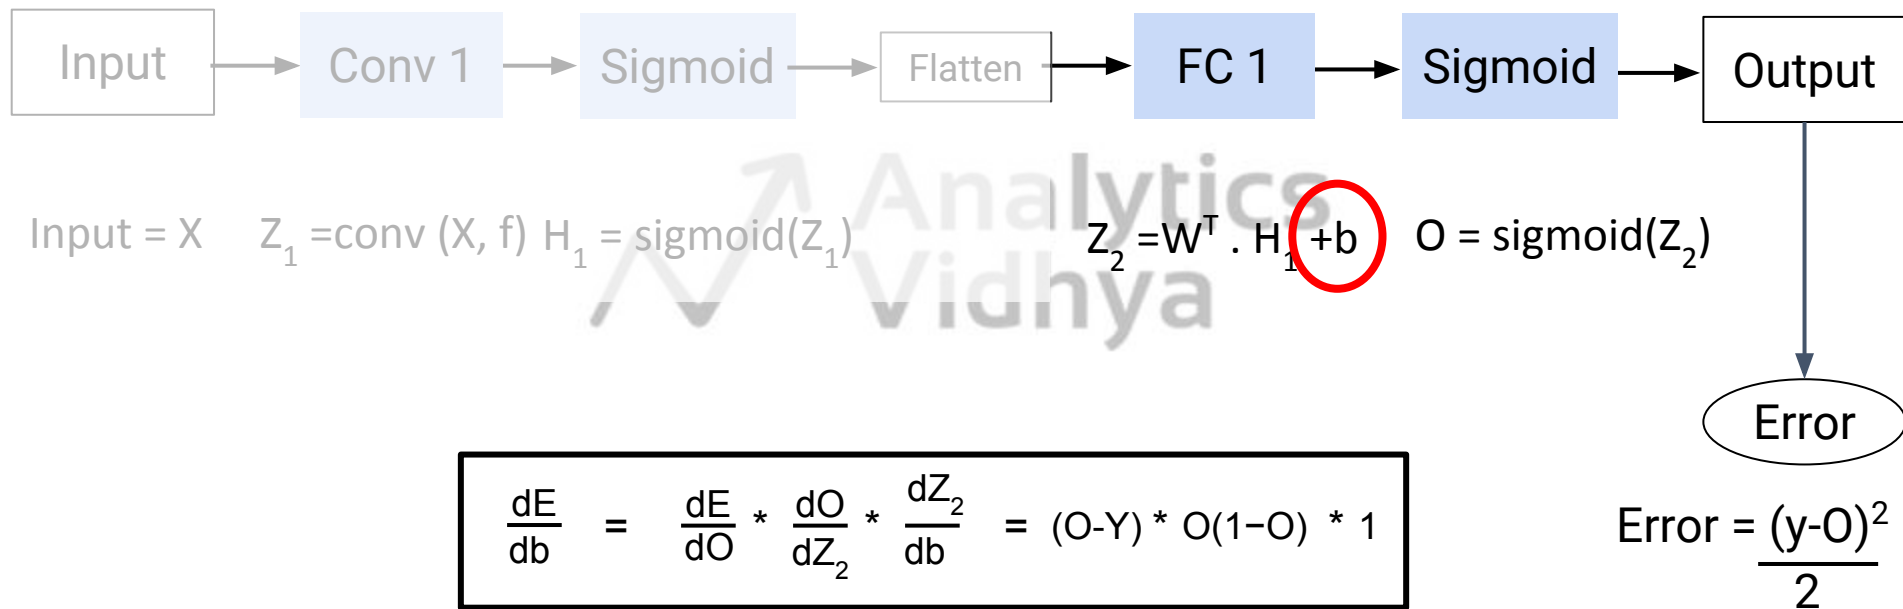 Input Conv 1 Sigmoid Flatten FC 1 Sigmoid Output
Analytics
Vidhya
Input = X Z₁ =conv (X, f) H₁ = sigmoid(Z₁) Z₂ =Wᵀ . H₁ +b O = sigmoid(Z₂)
Error
dE/db = dE/dO * dO/dZ₂ * dZ₂/db = (O-Y) * O(1−O) * 1
Error = (y-O)²/2